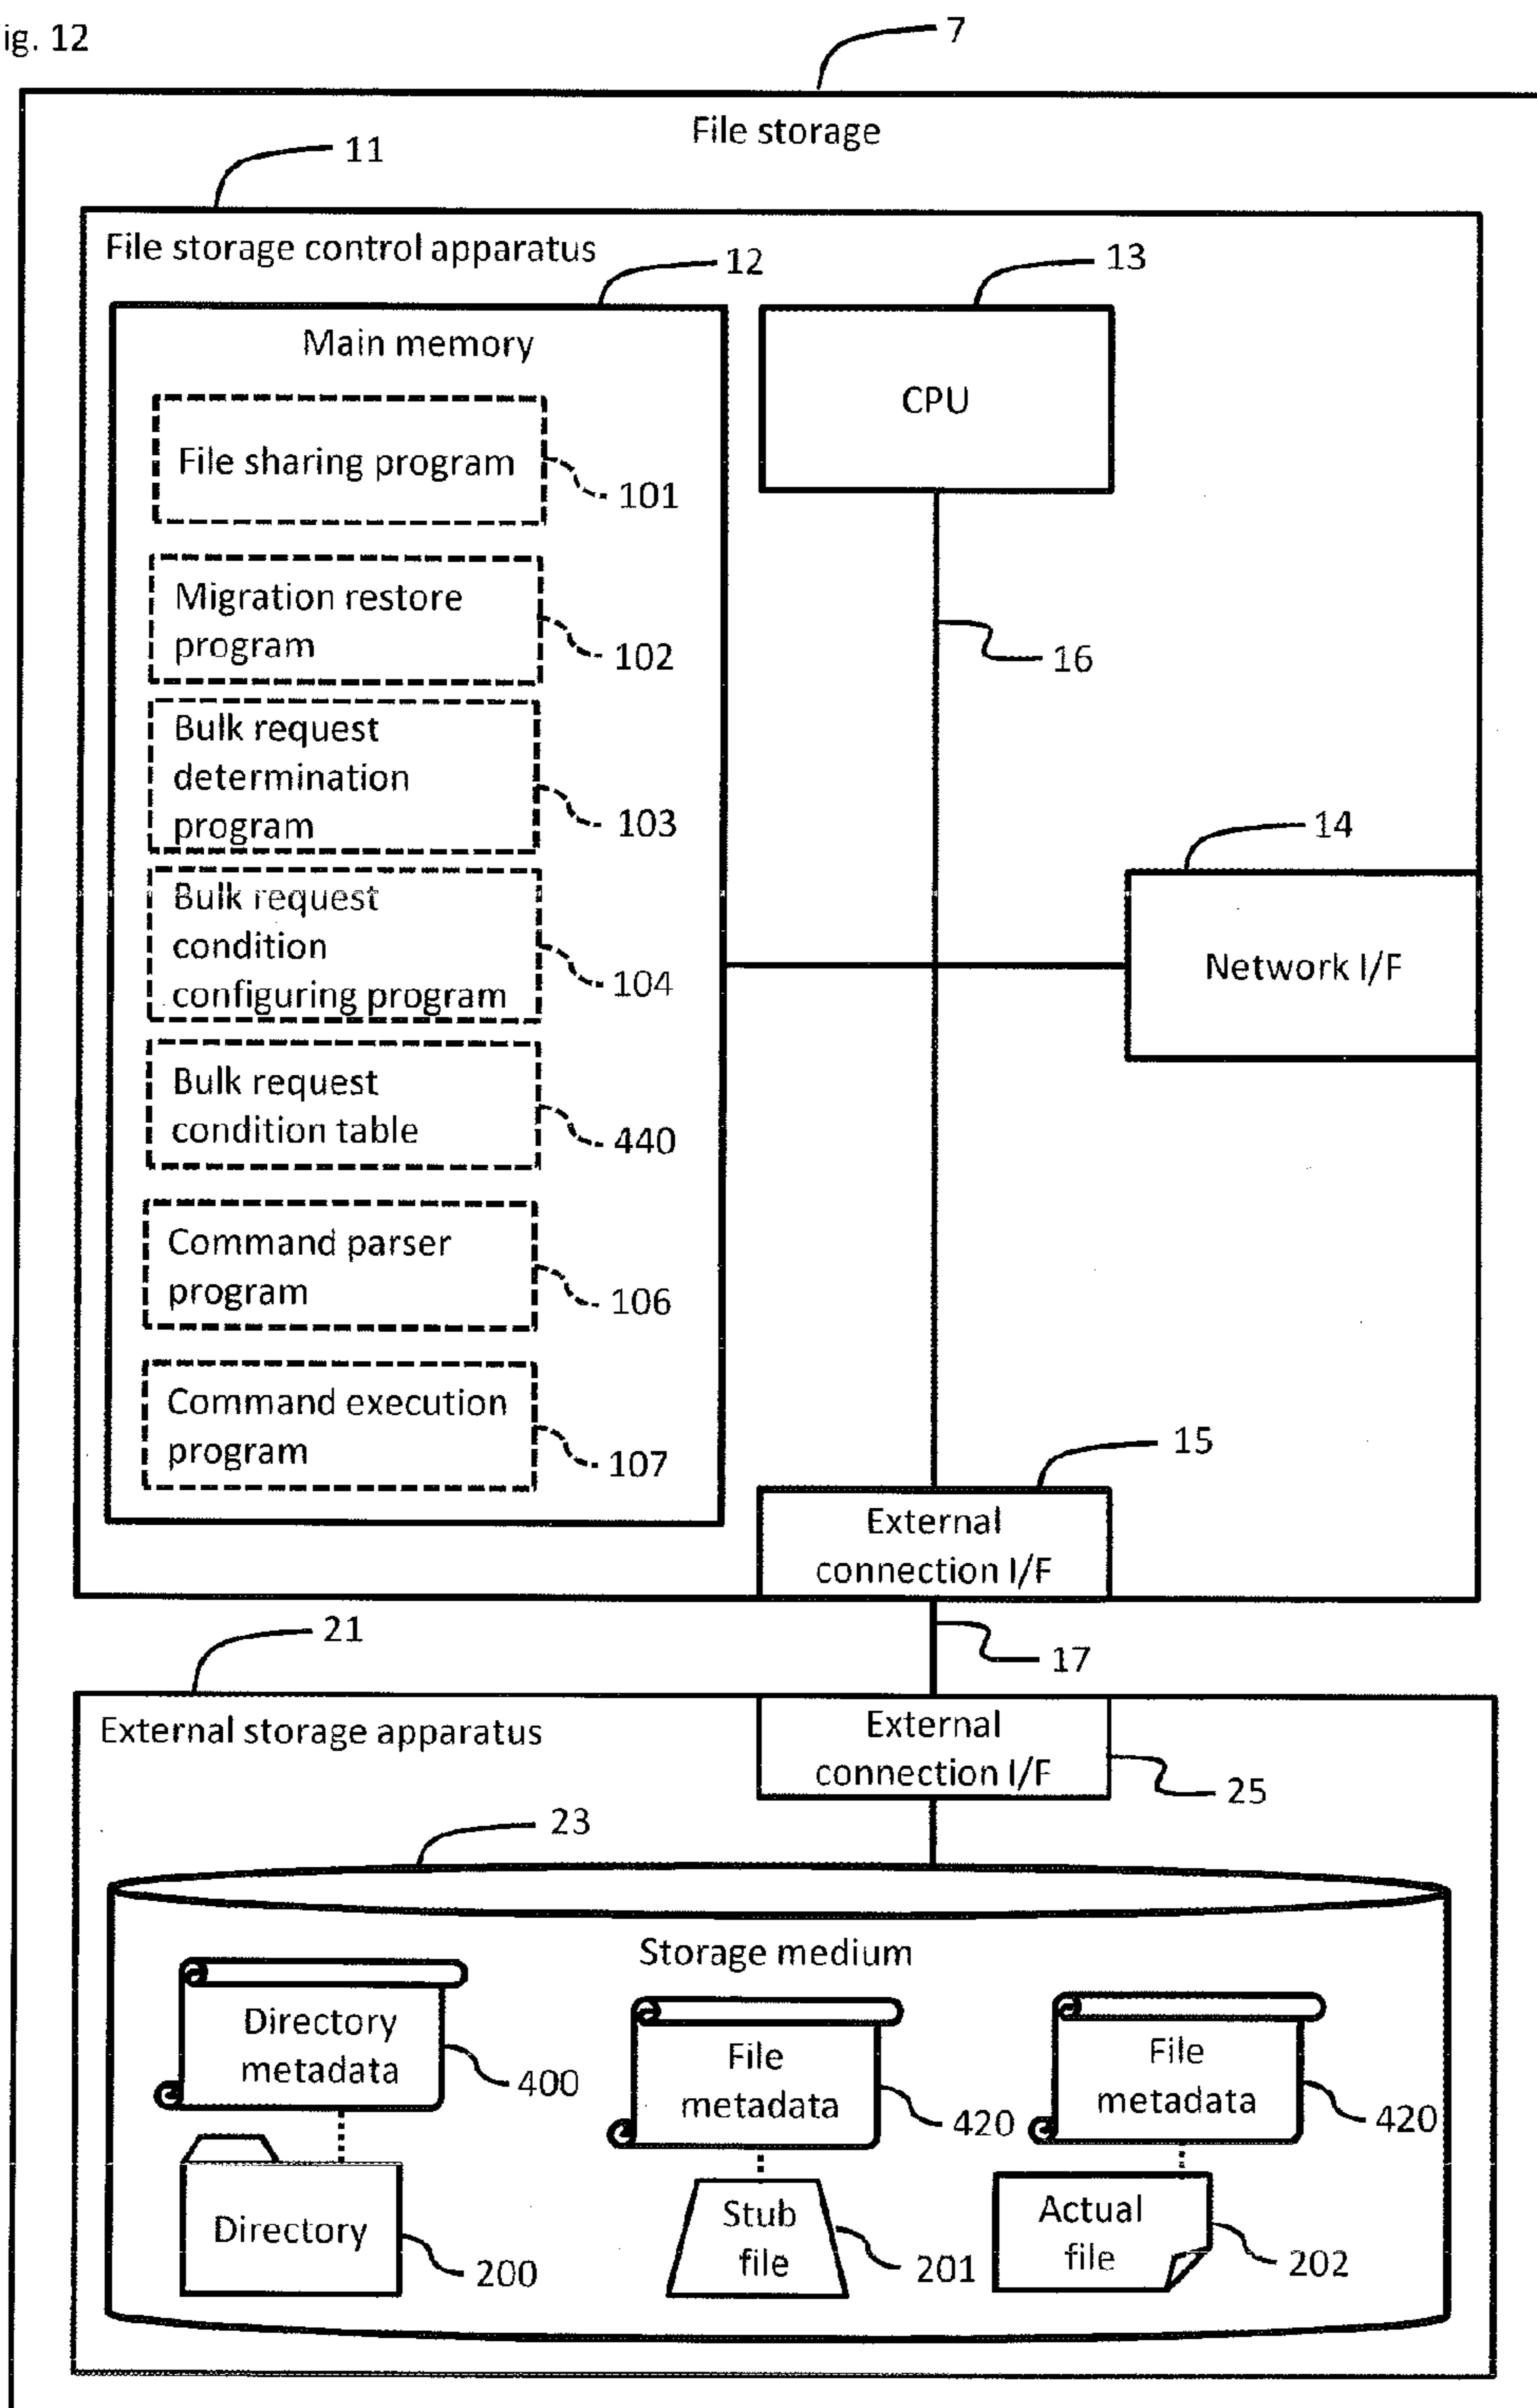 ig. 12
7
File storage
11
File storage control apparatus
12
13
Main memory
CPU
File sharing program
101
Migration restore
program
102
16
Bulk request
determination
program
103
14
Bulk request
condition
configuring program
104
Network I/F
Bulk request
condition table
440
Command parser
program
106
Command execution
program
107
15
External
connection I/F
17
21
External storage apparatus
External
connection I/F
25
23
Storage medium
Directory
metadata
400
File
metadata
420
File
metadata
420
Directory
200
Stub
file
201
Actual
file
202